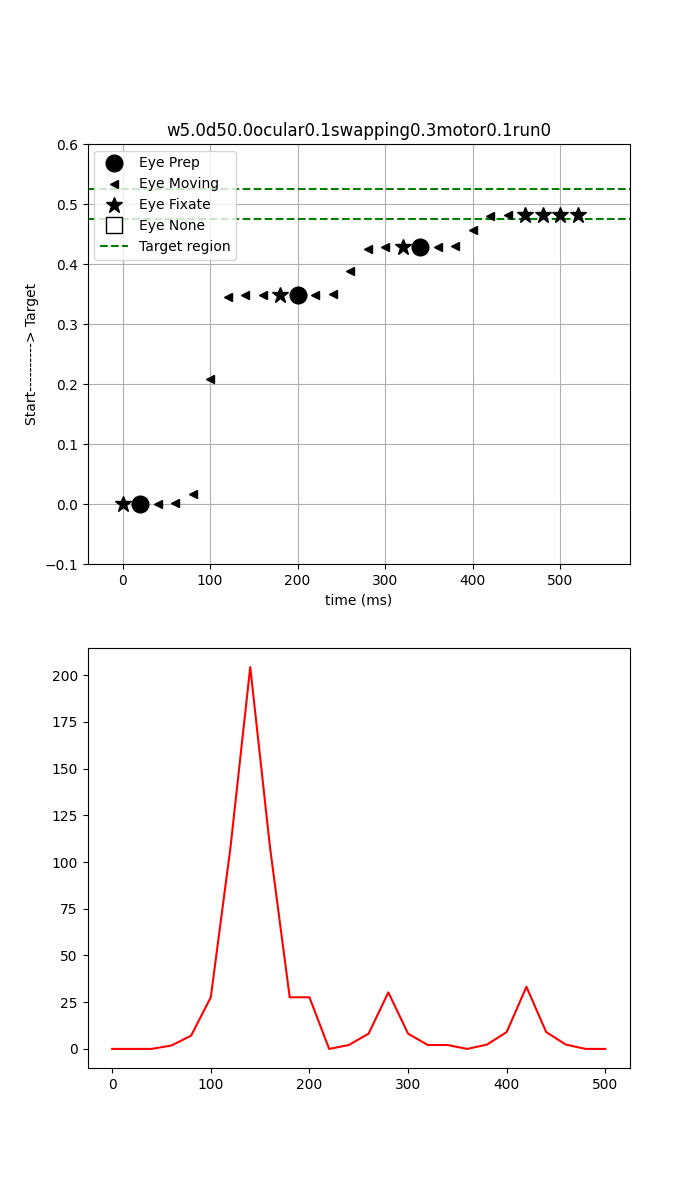 w5.0d50.0ocular0.1swapping0.3motor0.1run0
0.6
0.5
0.4
0.3
0.2
0.1
0.0
−0.1
Start----------> Target
Eye Prep
Eye Moving
Eye Fixate
Eye None
Target region
0 100 200 300 400 500
time (ms)
200
175
150
125
100
75
50
25
0
0 100 200 300 400 500